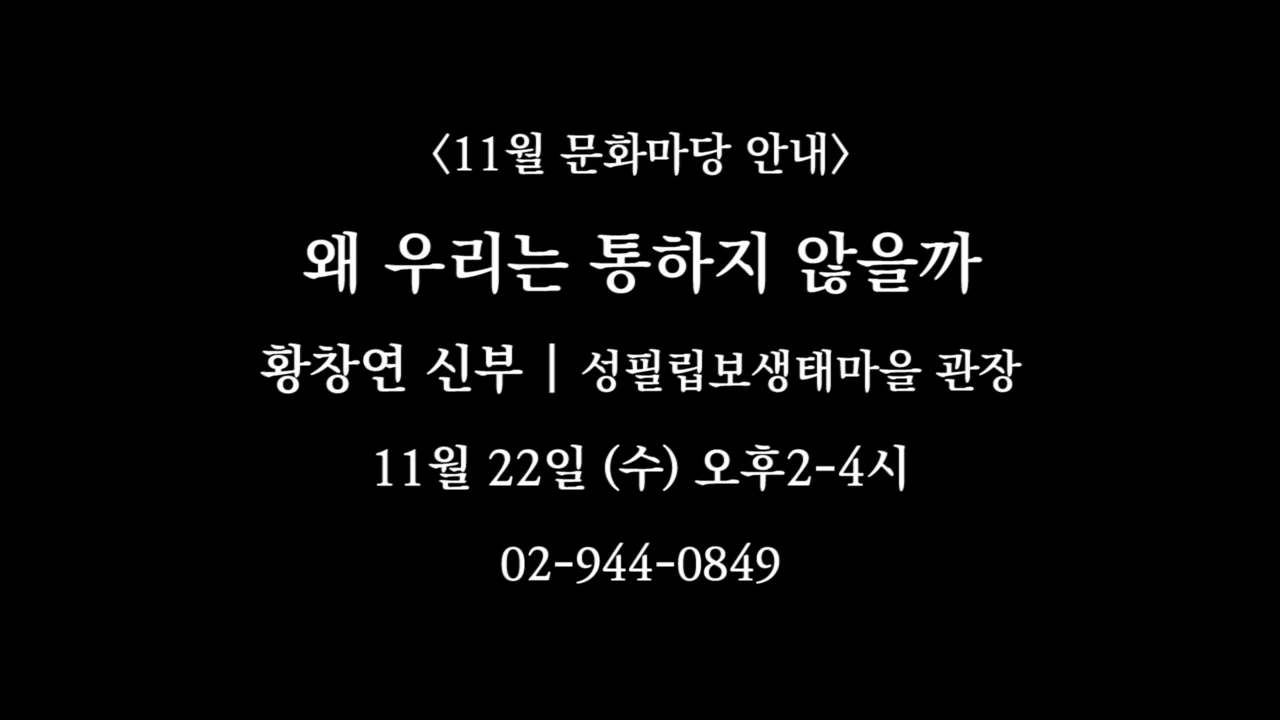 〈11월 문화마당 안내〉
왜 우리는 통하지 않을까
황창연 신부 | 성필립보생태마을 관장
11월 22일 (수) 오후2-4시
02-944-0849